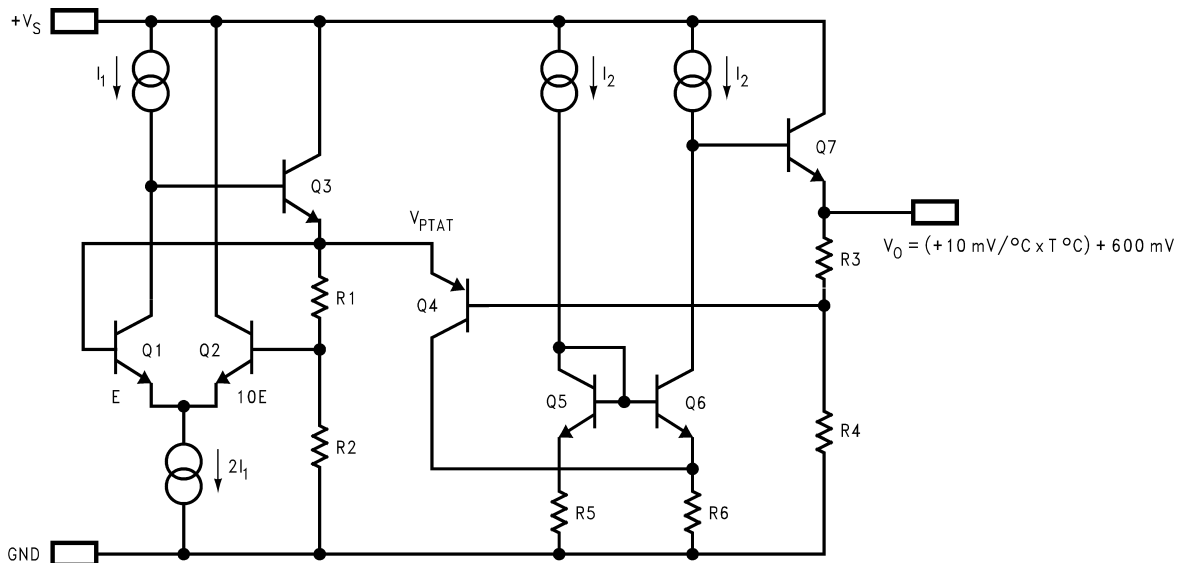 +VS
I1
I2
I2
Q7
Q3
VPTAT
VO = (+10 mV/°C x T °C) + 600 mV
R3
R1
Q4
Q1
Q2
E
10E
Q5
Q6
R4
R2
2I1
R5
R6
GND